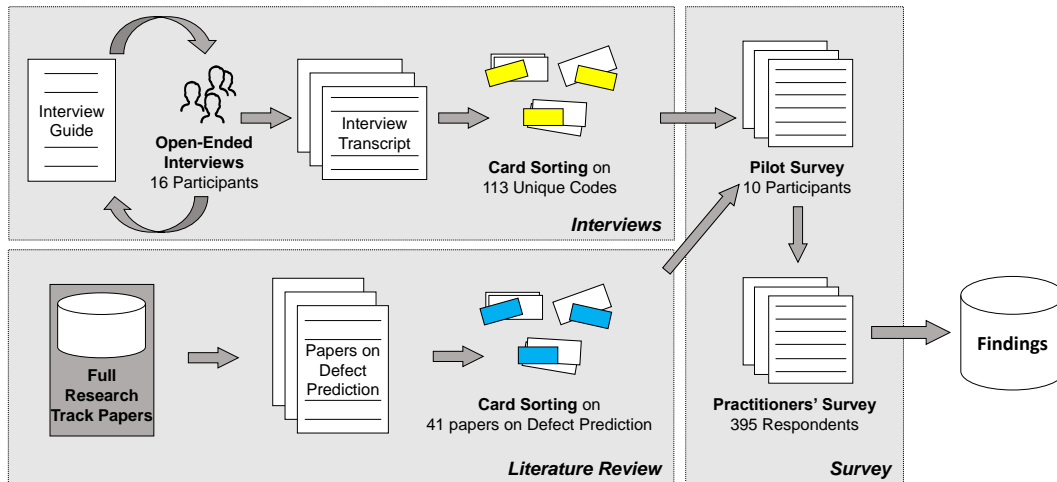 Interview
Guide
Open-Ended
Interviews
16 Participants
Interview
Transcript
Card Sorting on
113 Unique Codes
Interviews
Pilot Survey
10 Participants
Full
Research
Track Papers
Papers on
Defect
Prediction
Card Sorting on
41 papers on Defect Prediction
Literature Review
Practitioners’ Survey
395 Respondents
Survey
Findings